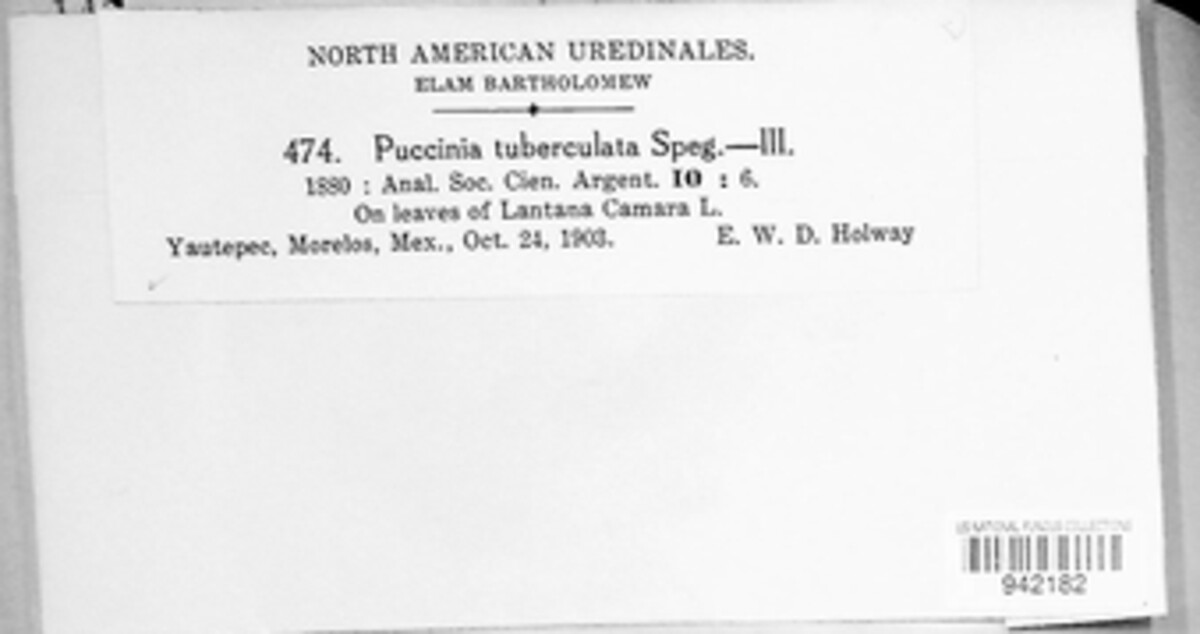 NORTH AMERICAN UREDINALES.
ELAM BARTHOLOMEW
474. Puccinia tuberculata Speg.—III.
1880 : Anal. Soc. Cien. Argent. 10 : 6.
On leaves of Lantana Camara L.
Yautepec, Morelos, Mex., Oct. 24, 1903. E. W. D. Holway
US NATIONAL FUNGUS COLLECTIONS
942182